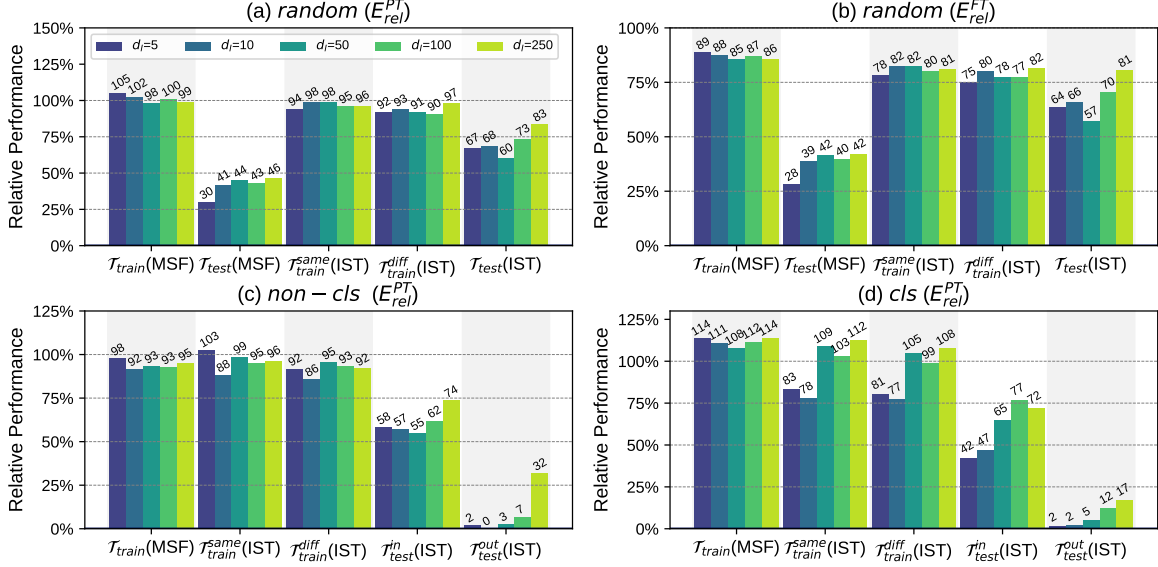 (a) random (E_rel^PT)
Relative Performance
150%
125%
100%
75%
50%
25%
0%
d_I=5 d_I=10 d_I=50 d_I=100 d_I=250
105 102 98 100 99
30 41 44 43 46
94 98 98 95 96
92 93 91 90 97
67 68 60 73 83
𝒯_train(MSF) 𝒯_test(MSF) 𝒯_train^same(IST) 𝒯_train^diff(IST) 𝒯_test(IST)
(b) random (E_rel^FT)
Relative Performance
100%
75%
50%
25%
0%
89 88 85 87 86
28 39 42 40 42
78 82 82 80 81
75 80 78 77 82
64 66 57 70 81
𝒯_train(MSF) 𝒯_test(MSF) 𝒯_train^same(IST) 𝒯_train^diff(IST) 𝒯_test(IST)
(c) non − cls (E_rel^PT)
Relative Performance
125%
100%
75%
50%
25%
0%
98 92 93 93 95
103 88 99 95 96
92 86 95 93 92
58 57 55 62 74
2 0 3 7 32
𝒯_train(MSF) 𝒯_train^same(IST) 𝒯_train^diff(IST) 𝒯_test^in(IST) 𝒯_test^out(IST)
(d) cls (E_rel^PT)
Relative Performance
125%
100%
75%
50%
25%
0%
114 111 108 112 114
83 78 109 103 112
81 77 105 99 108
42 47 65 77 72
2 2 5 12 17
𝒯_train(MSF) 𝒯_train^same(IST) 𝒯_train^diff(IST) 𝒯_test^in(IST) 𝒯_test^out(IST)